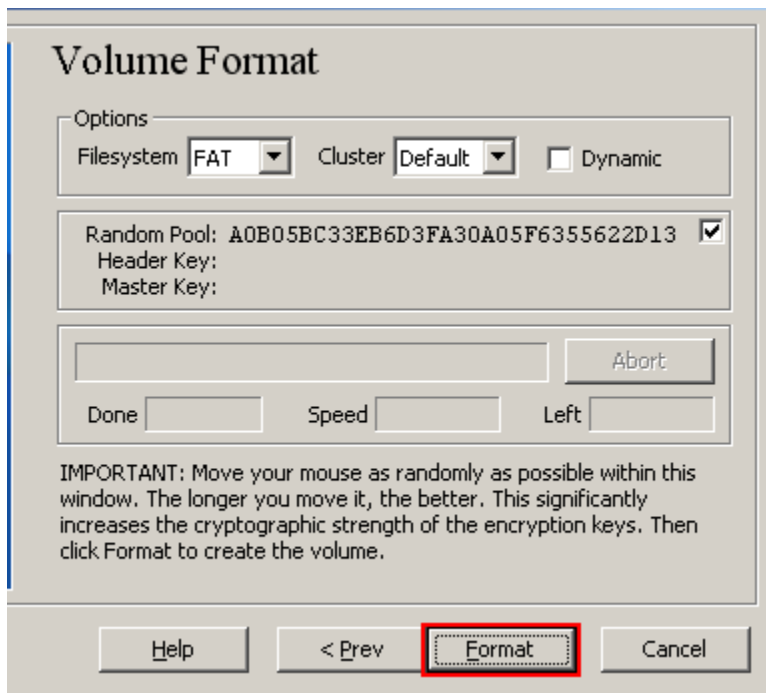 Volume Format
Options
Filesystem FAT Cluster Default Dynamic
Random Pool: A0B05BC33EB6D3FA30A05F6355622D13
Header Key:
Master Key:
Abort
Done Speed Left
IMPORTANT: Move your mouse as randomly as possible within this
window. The longer you move it, the better. This significantly
increases the cryptographic strength of the encryption keys. Then
click Format to create the volume.
Help < Prev Format Cancel